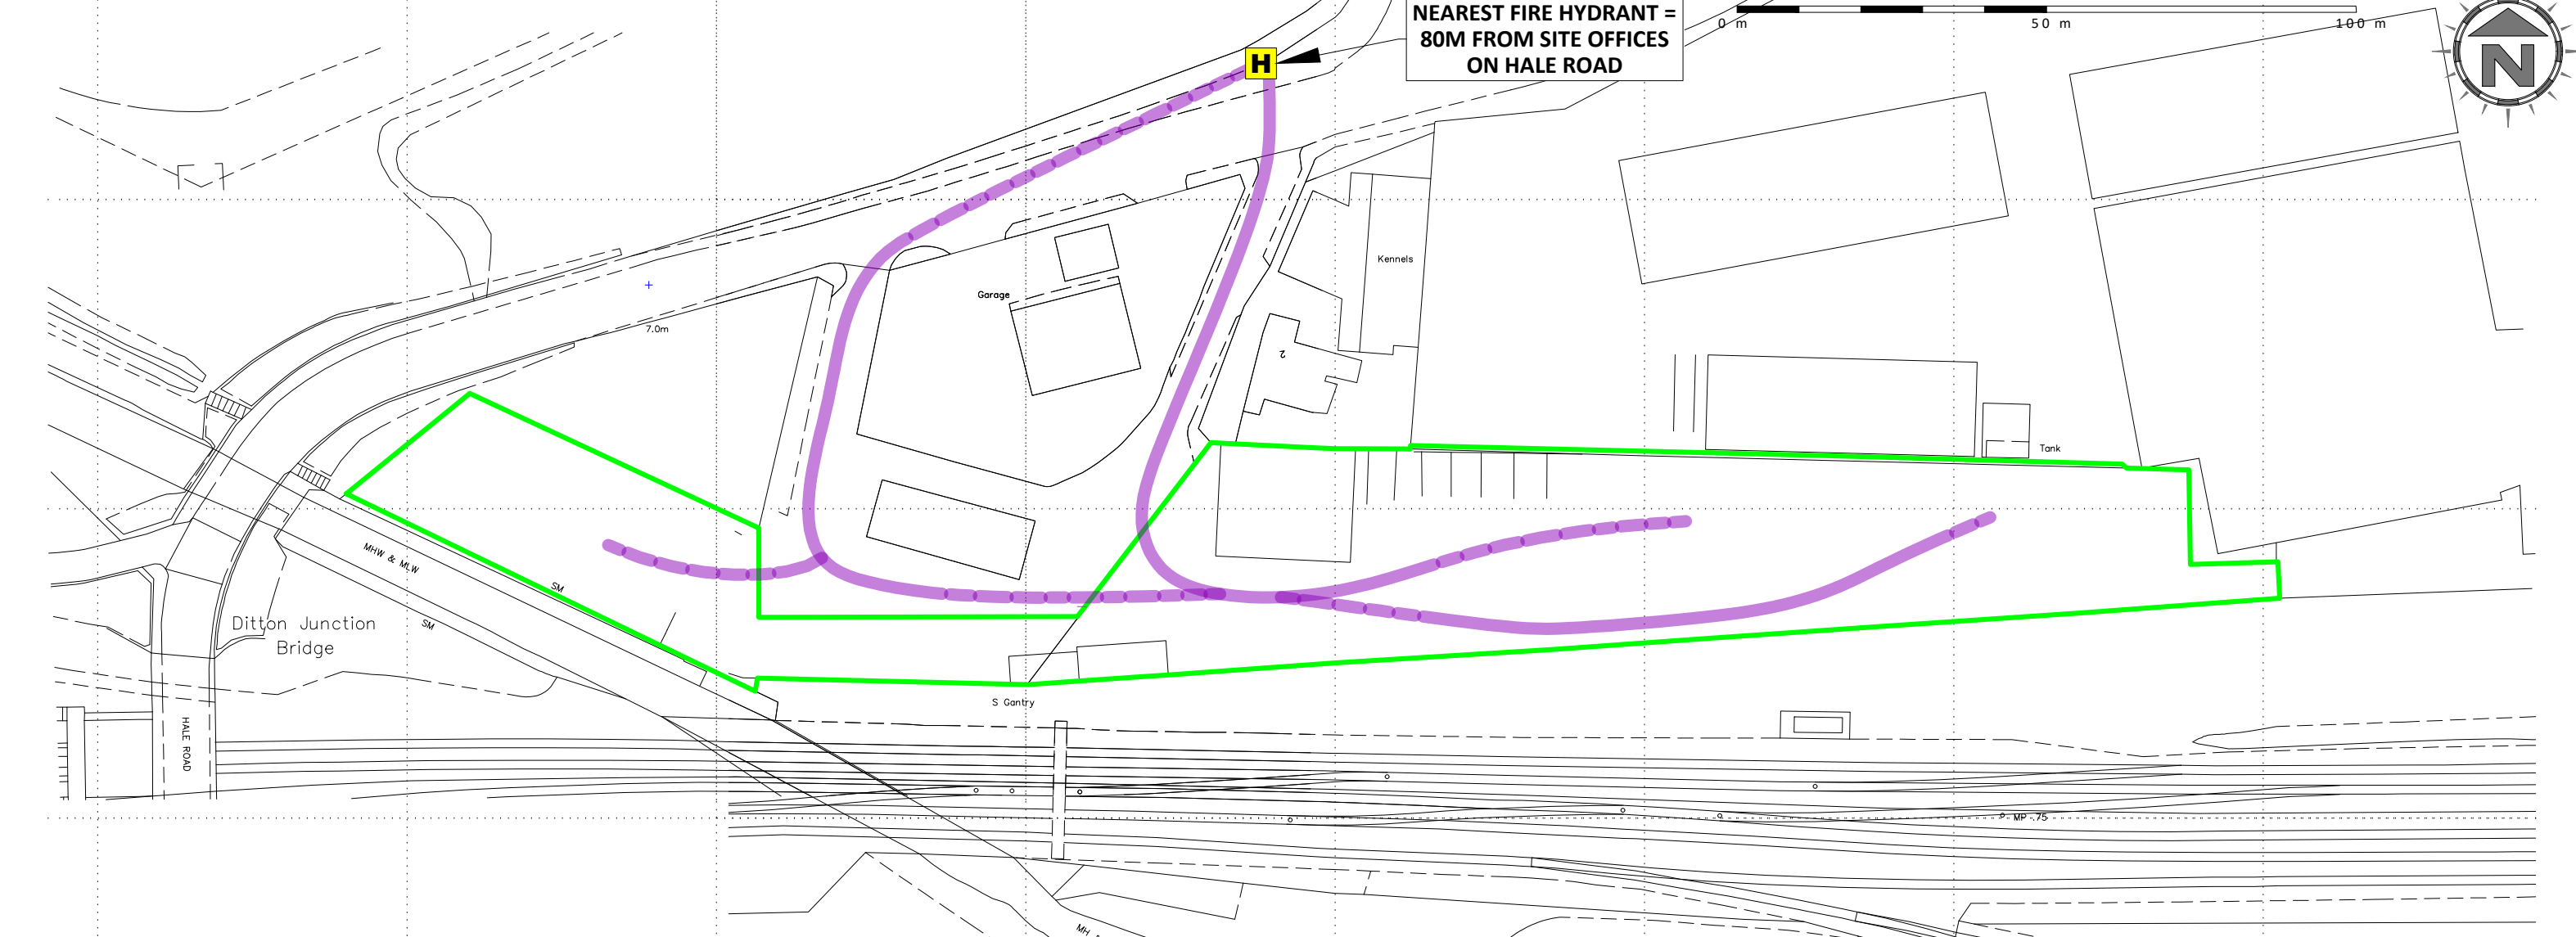 NEAREST FIRE HYDRANT =
80M FROM SITE OFFICES
ON HALE ROAD
0 m
50 m
100 m
N
H
Kennels
Garage
7.0m
2
Tank
MHW & MLW
SM
SM
Ditton Junction
Bridge
S Gantry
HALE ROAD
MP .75